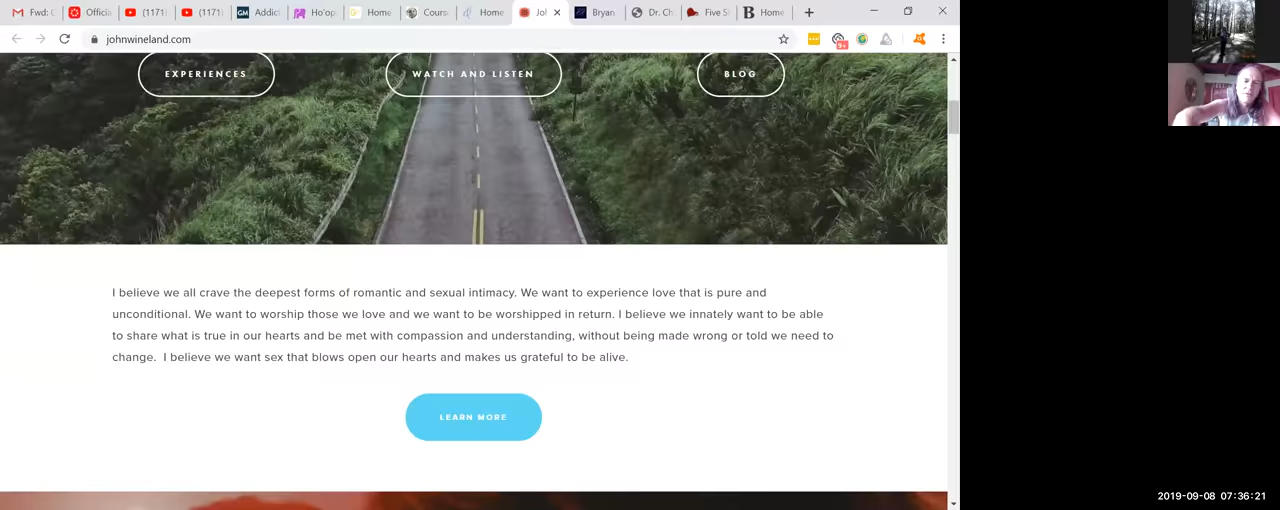 Fwd: C
Officia
(1171)
(1171)
Addict
Ho'op
Home
Cours
Home
Joh
Bryan
Dr. Ch
Five S
Home
johnwineland.com
9+
EXPERIENCES
WATCH AND LISTEN
BLOG
I believe we all crave the deepest forms of romantic and sexual intimacy. We want to experience love that is pure and
unconditional. We want to worship those we love and we want to be worshipped in return. I believe we innately want to be able
to share what is true in our hearts and be met with compassion and understanding, without being made wrong or told we need to
change.  I believe we want sex that blows open our hearts and makes us grateful to be alive.
LEARN MORE
2019-09-08 07:36:21